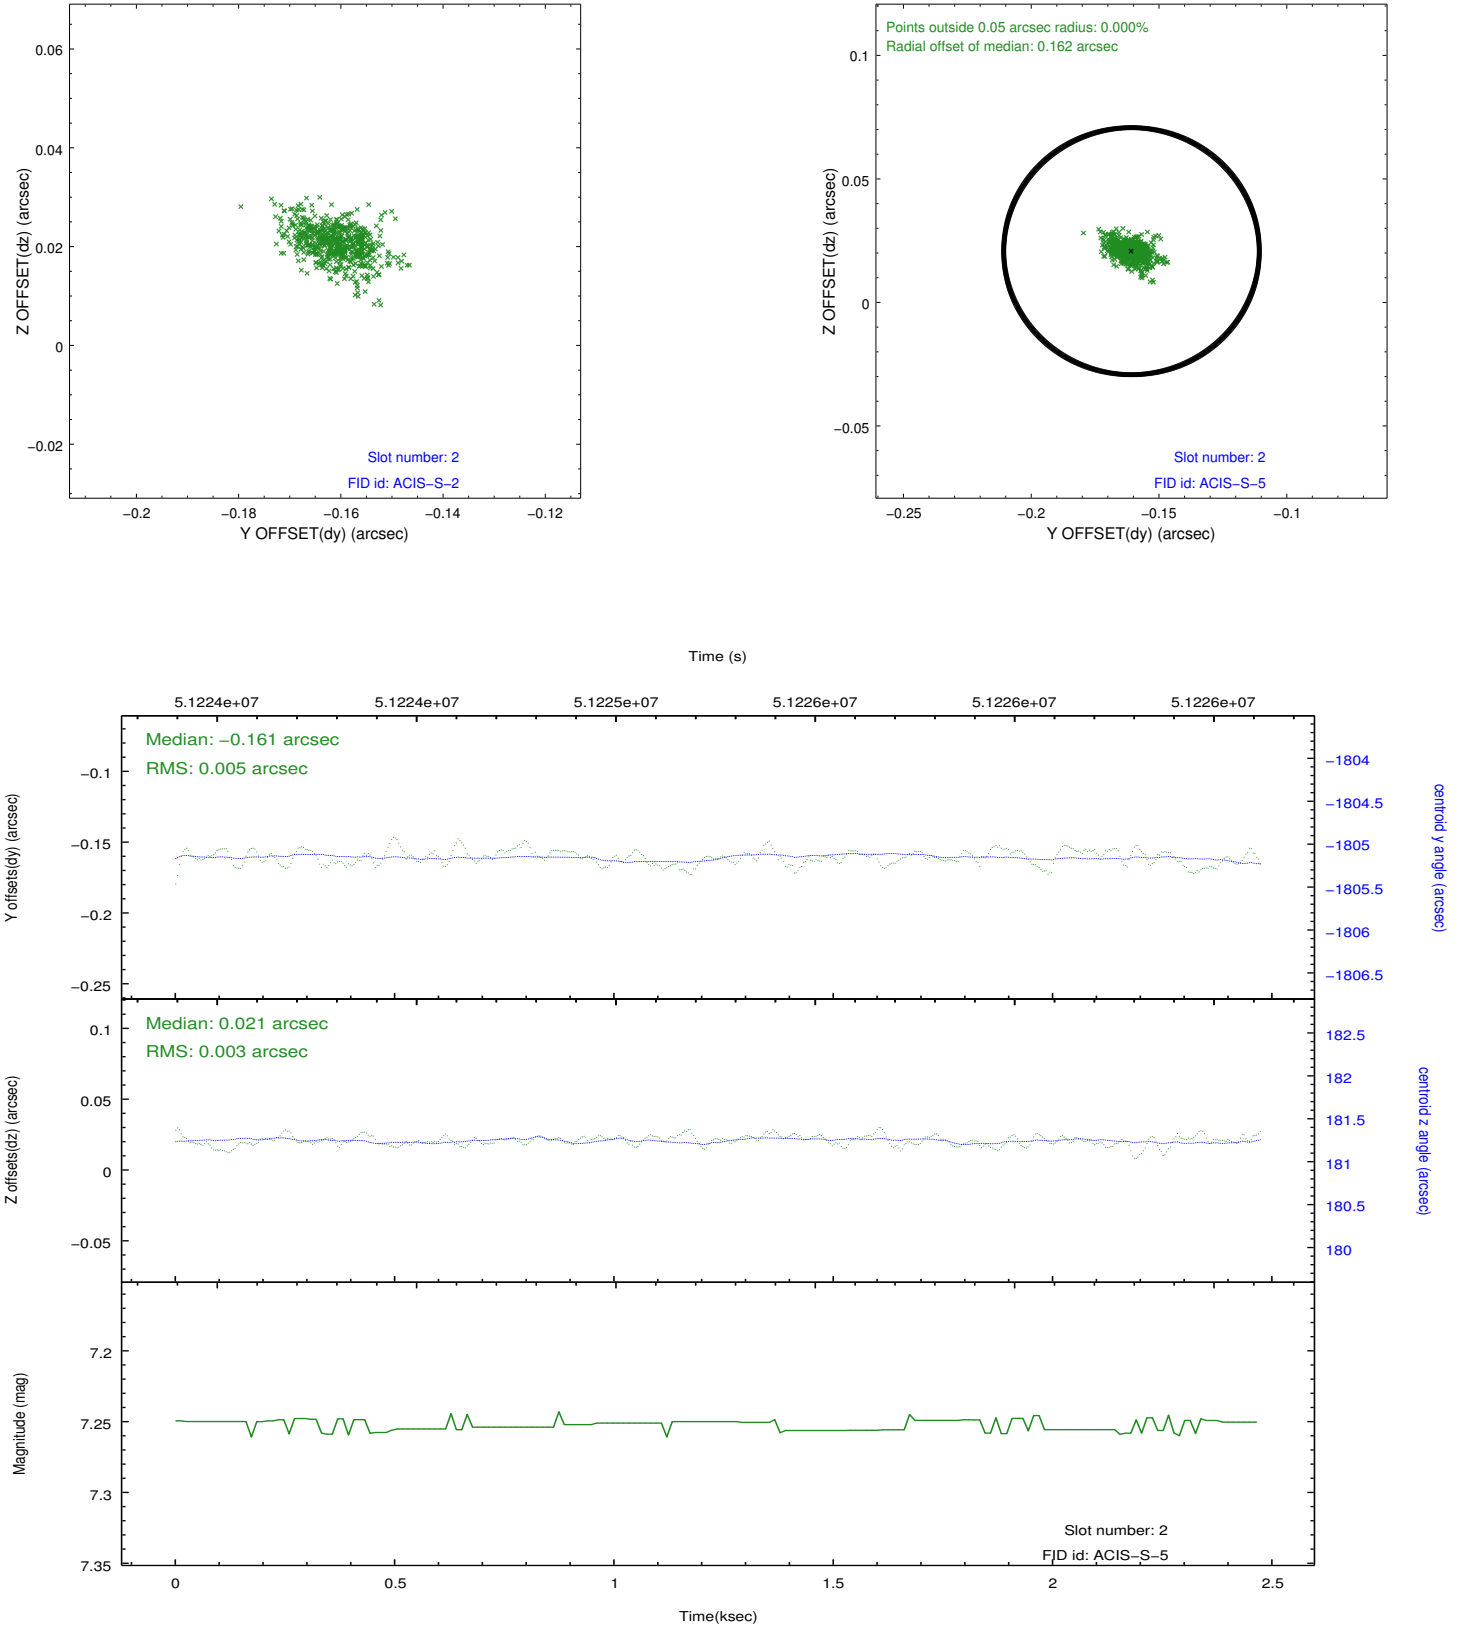 0.06
0.04
0.02
0
−0.02
Z OFFSET(dz) (arcsec)
Slot number: 2
FID id: ACIS−S−2
−0.2
−0.18
−0.16
−0.14
−0.12
Y OFFSET(dy) (arcsec)
Points outside 0.05 arcsec radius: 0.000%
Radial offset of median: 0.162 arcsec
0.1
0.05
0
−0.05
Z OFFSET(dz) (arcsec)
Slot number: 2
FID id: ACIS−S−5
−0.25
−0.2
−0.15
−0.1
Y OFFSET(dy) (arcsec)
Time (s)
5.1224e+07
5.1224e+07
5.1225e+07
5.1226e+07
5.1226e+07
5.1226e+07
Median: −0.161 arcsec
RMS: 0.005 arcsec
−0.1
−0.15
−0.2
−0.25
Y offsets(dy) (arcsec)
−1804
−1804.5
−1805
−1805.5
−1806
−1806.5
centroid y angle (arcsec)
Median: 0.021 arcsec
RMS: 0.003 arcsec
0.1
0.05
0
−0.05
Z offsets(dz) (arcsec)
182.5
182
181.5
181
180.5
180
centroid z angle (arcsec)
7.2
7.25
7.3
7.35
Magnitude (mag)
Slot number: 2
FID id: ACIS−S−5
0
0.5
1
1.5
2
2.5
Time(ksec)